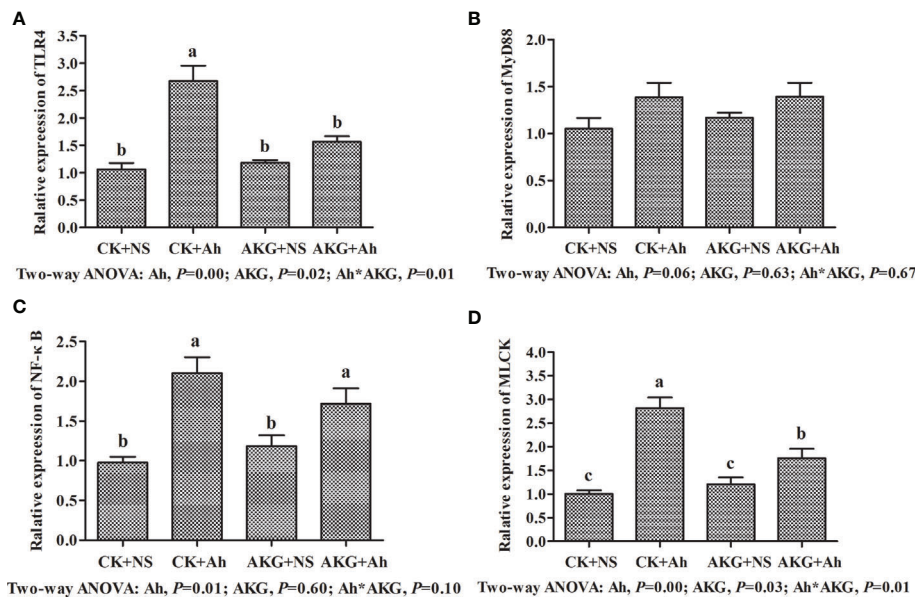 A
Ralative expreession of TLR4
3.5
3.0
2.5
2.0
1.5
1.0
0.5
0.0
b
a
b
b
CK+NS CK+Ah AKG+NS AKG+Ah
Two-way ANOVA: Ah, P=0.00; AKG, P=0.02; Ah*AKG, P=0.01
B
Ralative expreession of MyD88
2.0
1.5
1.0
0.5
0
CK+NS CK+Ah AKG+NS AKG+Ah
Two-way ANOVA: Ah, P=0.06; AKG, P=0.63; Ah*AKG, P=0.67
C
Ralative expreession of NF-κ B
2.5
2.0
1.5
1.0
0.5
0.0
b
a
b
a
CK+NS CK+Ah AKG+NS AKG+Ah
Two-way ANOVA: Ah, P=0.01; AKG, P=0.60; Ah*AKG, P=0.10
D
Ralative expreession of MLCK
4.0
3.5
3.0
2.5
2.0
1.5
1.0
0.5
0.0
c
a
c
b
CK+NS CK+Ah AKG+NS AKG+Ah
Two-way ANOVA: Ah, P=0.00; AKG, P=0.03; Ah*AKG, P=0.01